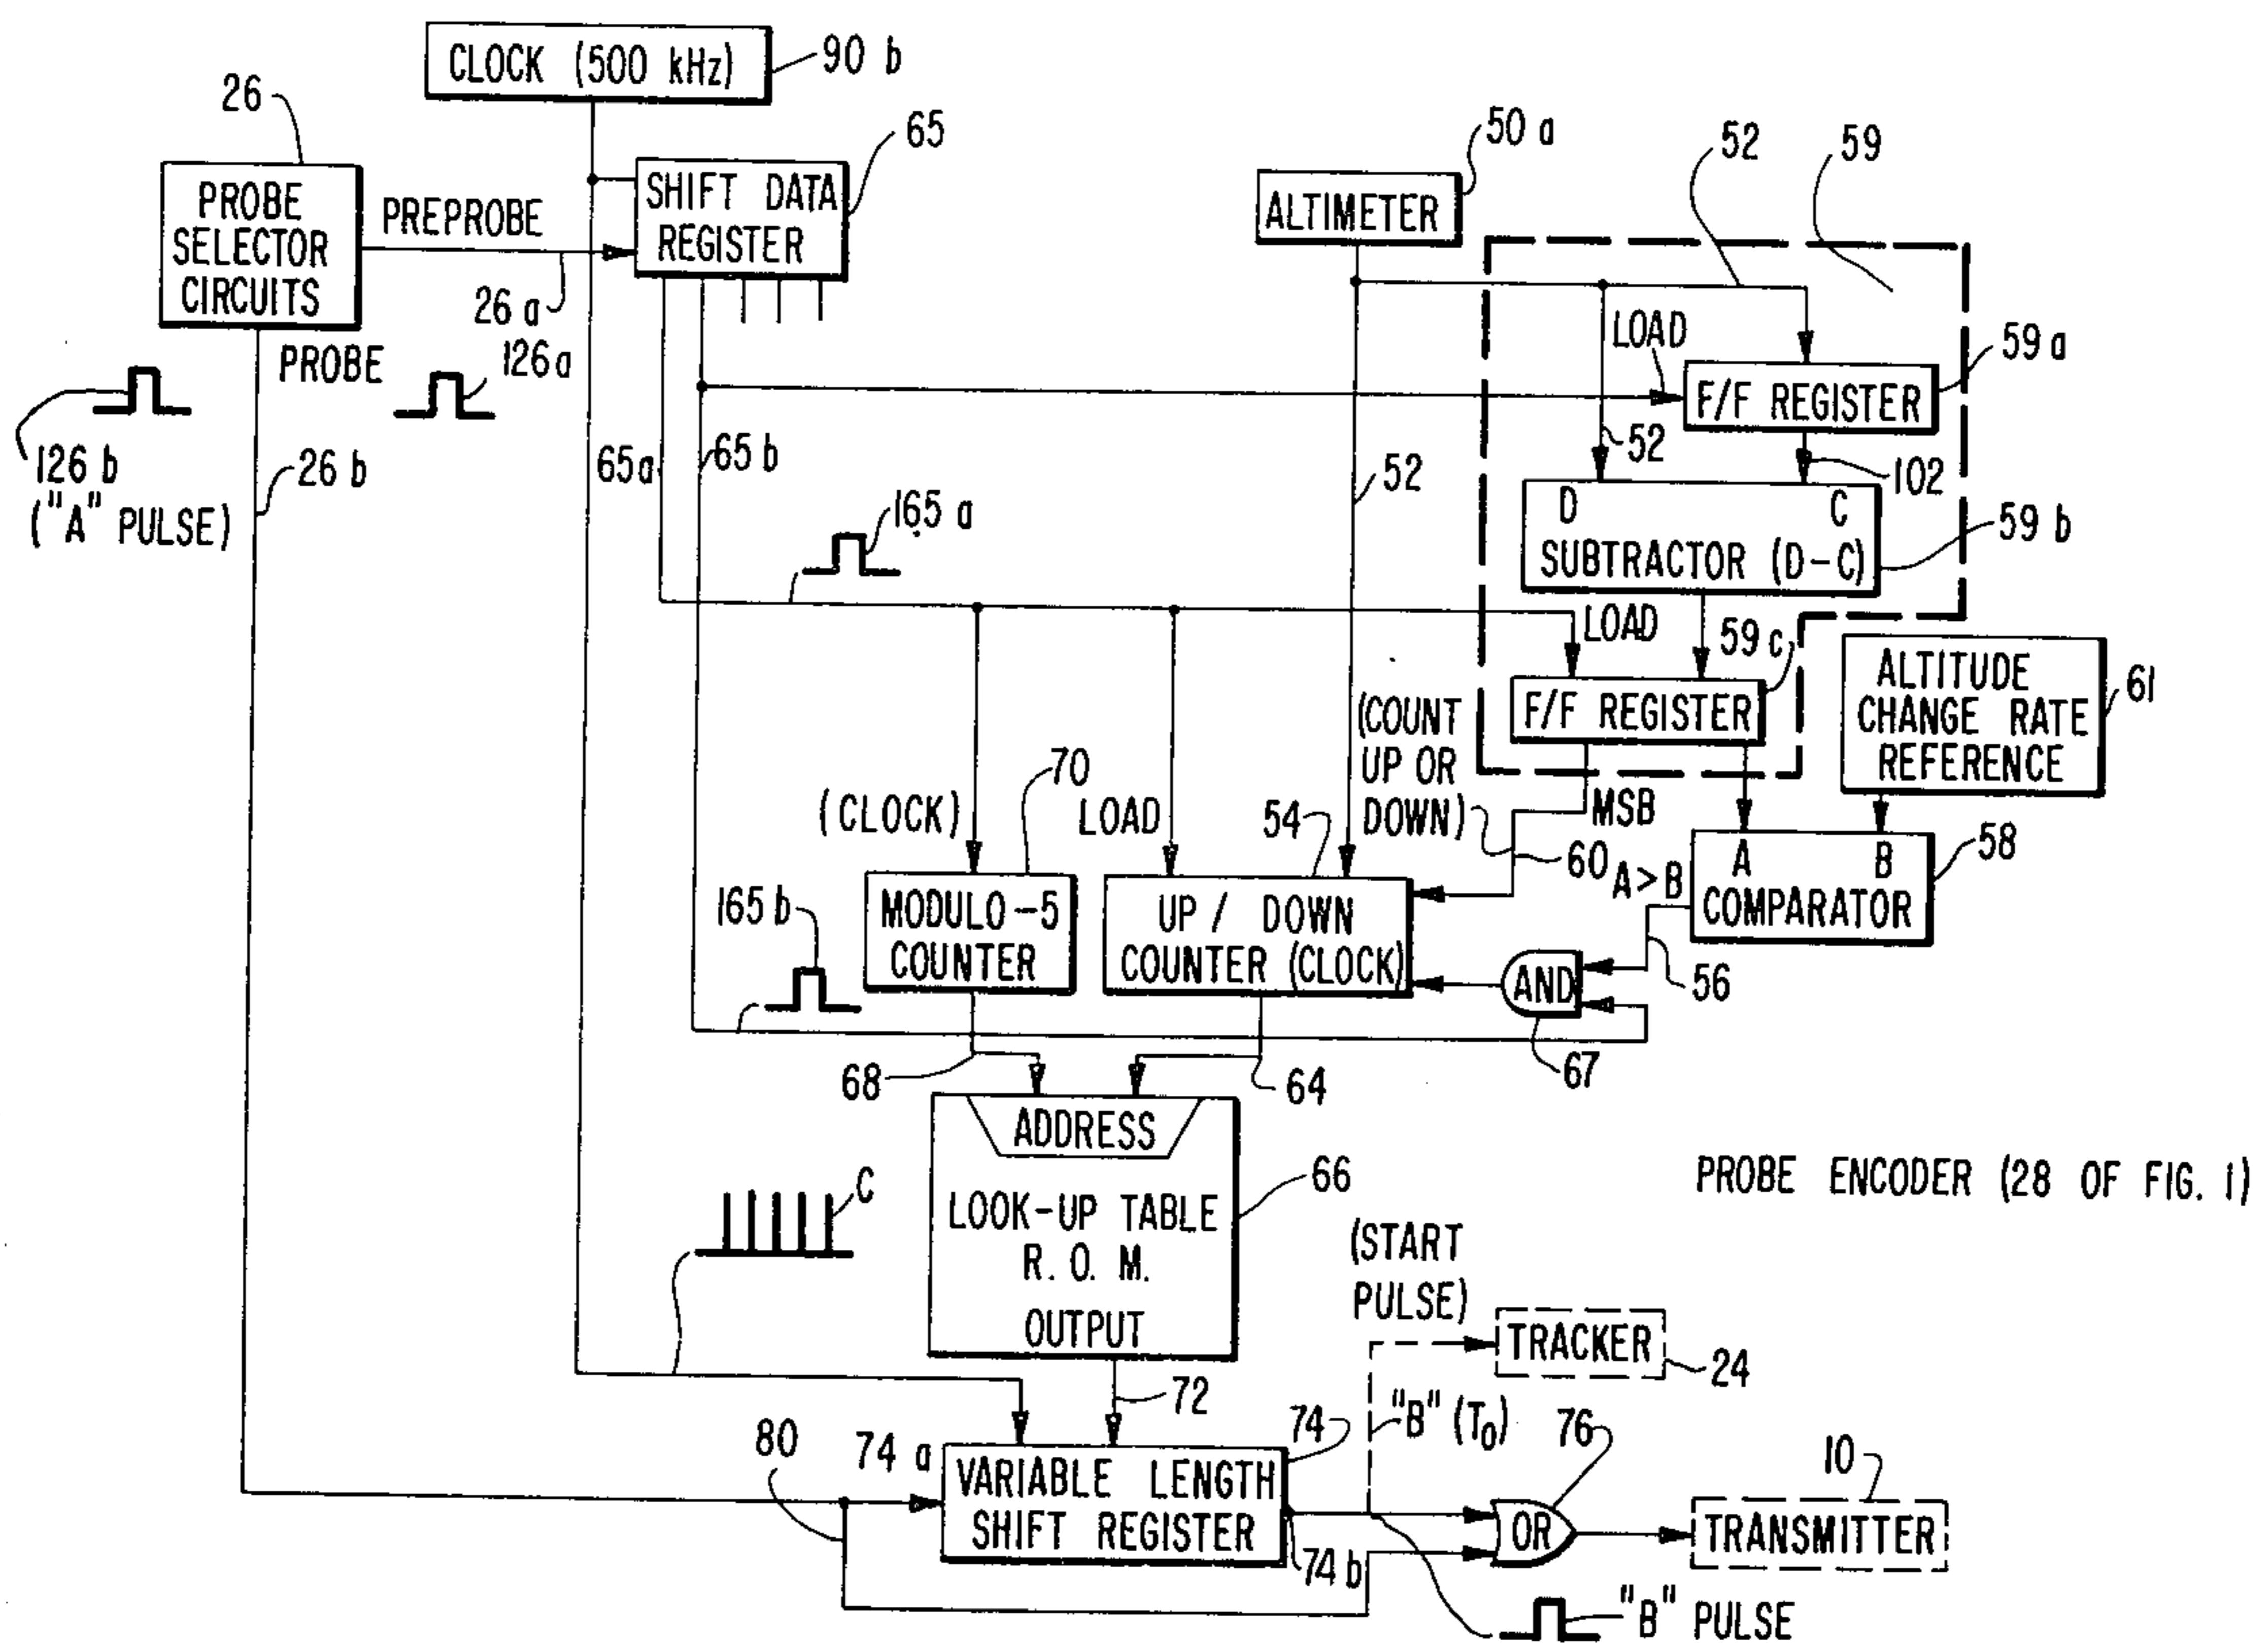 CLOCK (500 kHz)
90 b
26
65
PROBE
SELECTOR
CIRCUITS
PREPROBE
SHIFT DATA
REGISTER
26 a
50 a
ALTIMETER
52
59
PROBE
126 a
126 b
("A" PULSE)
26 b
65a
65 b
LOAD
59 a
F/F REGISTER
52
52
102
D
C
SUBTRACTOR (D-C)
59 b
165 a
LOAD
59 c
F/F REGISTER
ALTITUDE
CHANGE RATE
REFERENCE
61
(COUNT
UP OR
DOWN)
MSB
60
(CLOCK)
70
LOAD
54
A>B
A
B
COMPARATOR
58
165 b
MODULO-5
COUNTER
UP / DOWN
COUNTER (CLOCK)
AND
56
67
68
64
ADDRESS
LOOK-UP TABLE
R. O. M.
OUTPUT
66
C
PROBE ENCODER (28 OF FIG. 1)
(START
PULSE)
TRACKER
24
72
"B" (T0)
80
74 a
VARIABLE LENGTH
SHIFT REGISTER
74
74 b
76
OR
10
TRANSMITTER
"B" PULSE